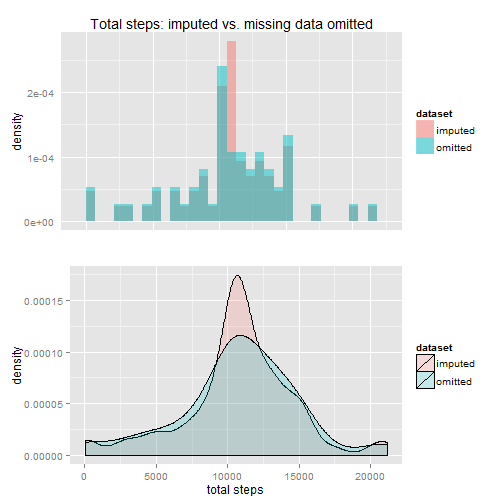 Total steps: imputed vs. missing data omitted
density
2e-04
1e-04
0e+00
dataset
imputed
omitted
density
0.00015
0.00010
0.00005
0.00000
0
5000
10000
15000
20000
total steps
dataset
imputed
omitted